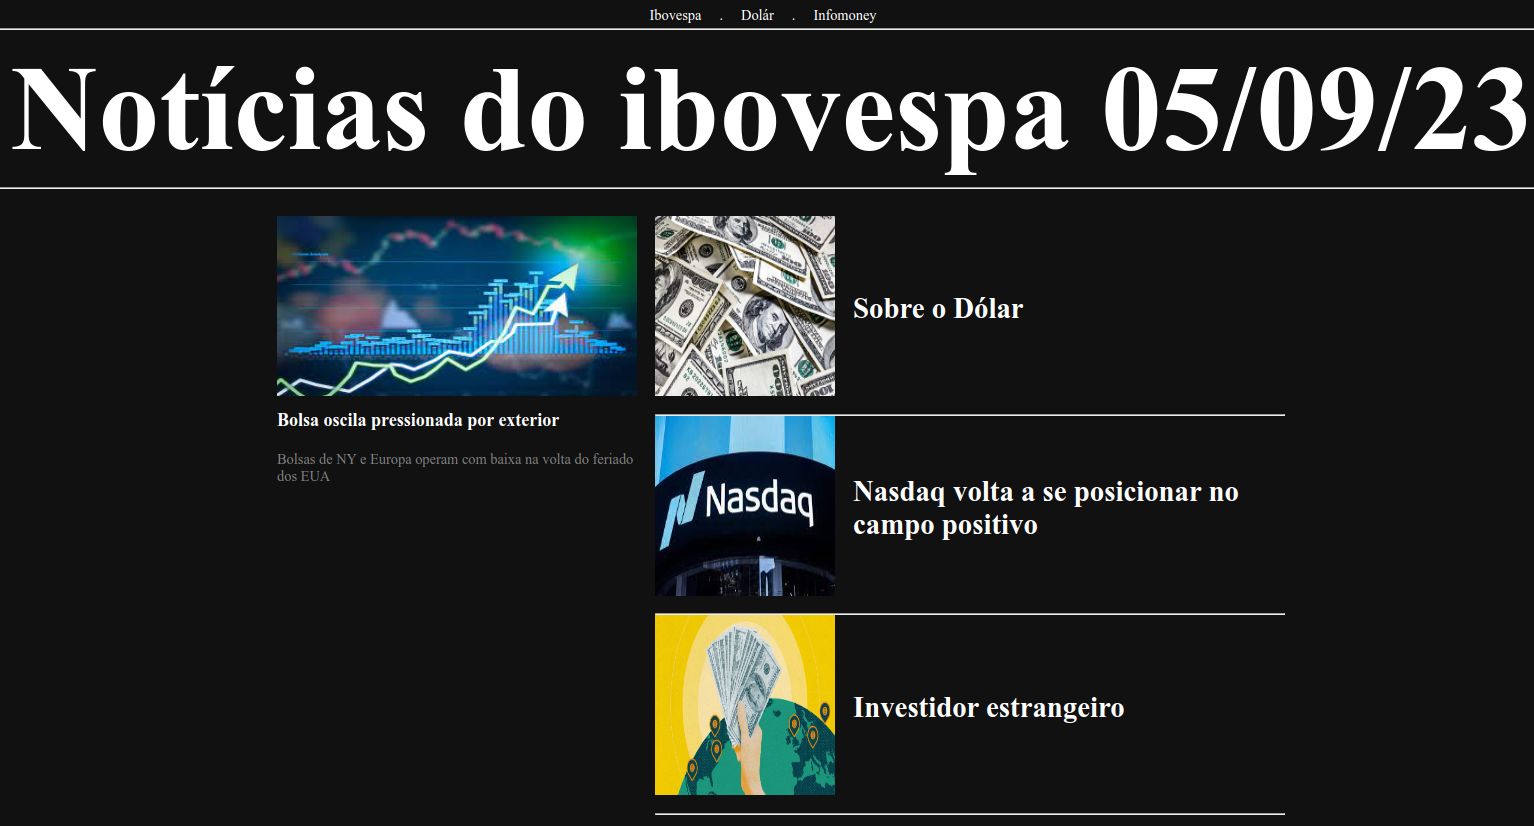 Ibovespa . Dolár . Infomoney
Notícias do ibovespa 05/09/23
Bolsa oscila pressionada por exterior
Bolsas de NY e Europa operam com baixa na volta do feriado
dos EUA
Sobre o Dólar
Nasdaq
Nasdaq volta a se posicionar no
campo positivo
Investidor estrangeiro